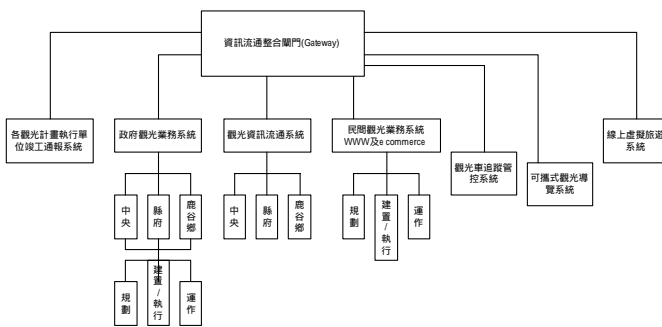 資訊流通整合閘門(Gateway)
各觀光計畫執行單
位竣工通報系統
政府觀光業務系統
觀光資訊流通系統
民間觀光業務系統
WWW及e commerce
觀光車追蹤管
控系統
可攜式觀光導
覽系統
線上虛擬旅遊
系統
中央
縣府
鹿谷鄉
中央
縣府
鹿谷鄉
規劃
建置/執行
運作
規劃
建置/執行
運作